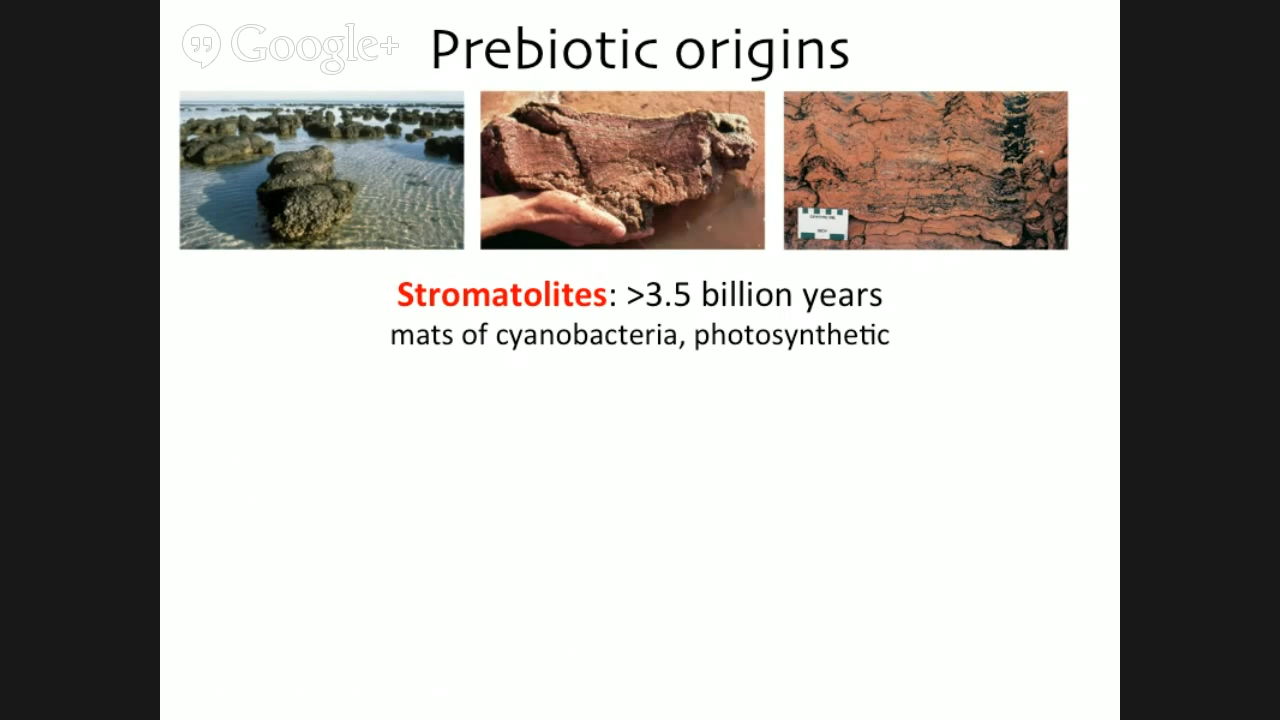 Google+
Prebiotic origins
Stromatolites: >3.5 billion years
mats of cyanobacteria, photosynthetic